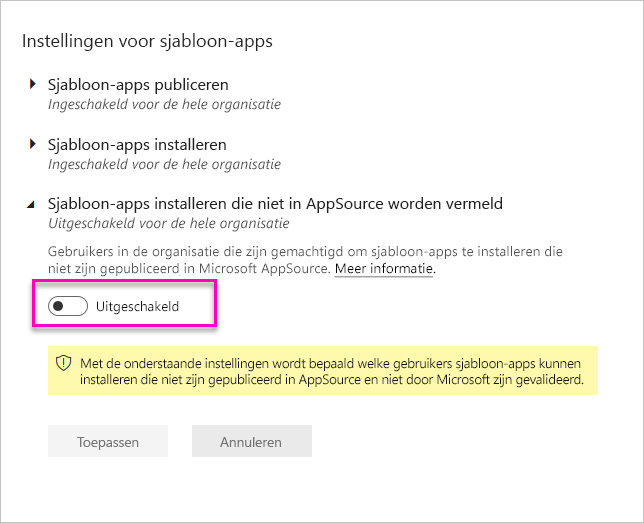 Instellingen voor sjabloon-apps
Sjabloon-apps publiceren
Ingeschakeld voor de hele organisatie
Sjabloon-apps installeren
Ingeschakeld voor de hele organisatie
Sjabloon-apps installeren die niet in AppSource worden vermeld
Uitgeschakeld voor de hele organisatie
Gebruikers in de organisatie die zijn gemachtigd om sjabloon-apps te installeren die
niet zijn gepubliceerd in Microsoft AppSource. Meer informatie.
Uitgeschakeld
Met de onderstaande instellingen wordt bepaald welke gebruikers sjabloon-apps kunnen
installeren die niet zijn gepubliceerd in AppSource en niet door Microsoft zijn gevalideerd.
Toepassen
Annuleren